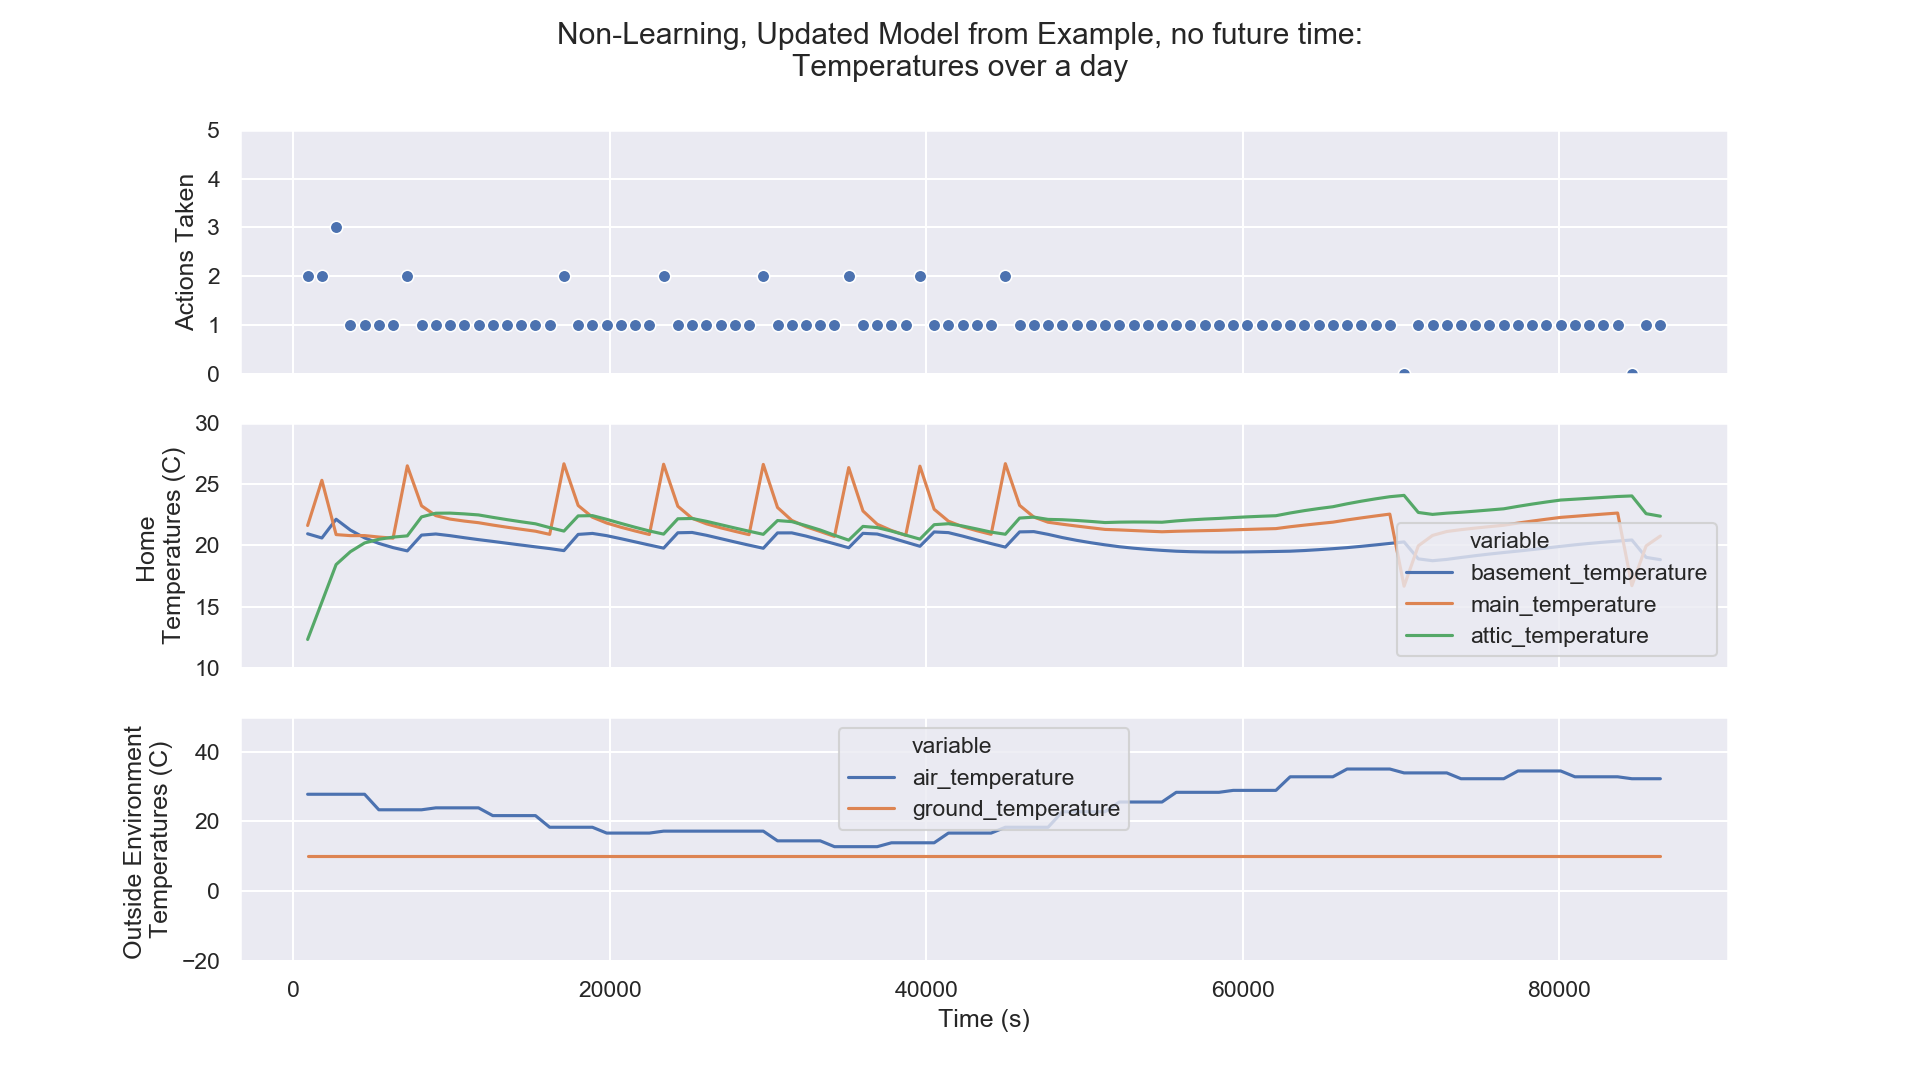 Non-Learning, Updated Model from Example, no future time:
Temperatures over a day
Actions Taken
5
4
3
2
1
0
Home
Temperatures (C)
30
25
20
15
10
variable
basement_temperature
main_temperature
attic_temperature
Outside Environment
Temperatures (C)
40
20
0
−20
variable
air_temperature
ground_temperature
0
20000
40000
60000
80000
Time (s)